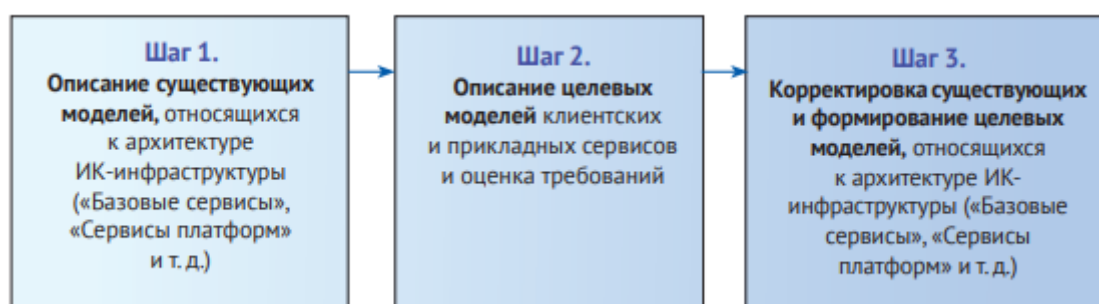 Шаг 1.
Описание существующих
моделей, относящихся
к архитектуре
ИК-инфраструктуры
(«Базовые сервисы»,
«Сервисы платформ»
и т. д.)
Шаг 2.
Описание целевых
моделей клиентских
и прикладных сервисов
и оценка требований
Шаг 3.
Корректировка существующих
и формирование целевых
моделей, относящихся
к архитектуре ИК-
инфраструктуры («Базовые
сервисы», «Сервисы
платформ» и т. д.)